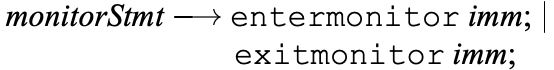 monitorStmt ⟶ entermonitor imm; |
exitmonitor imm;